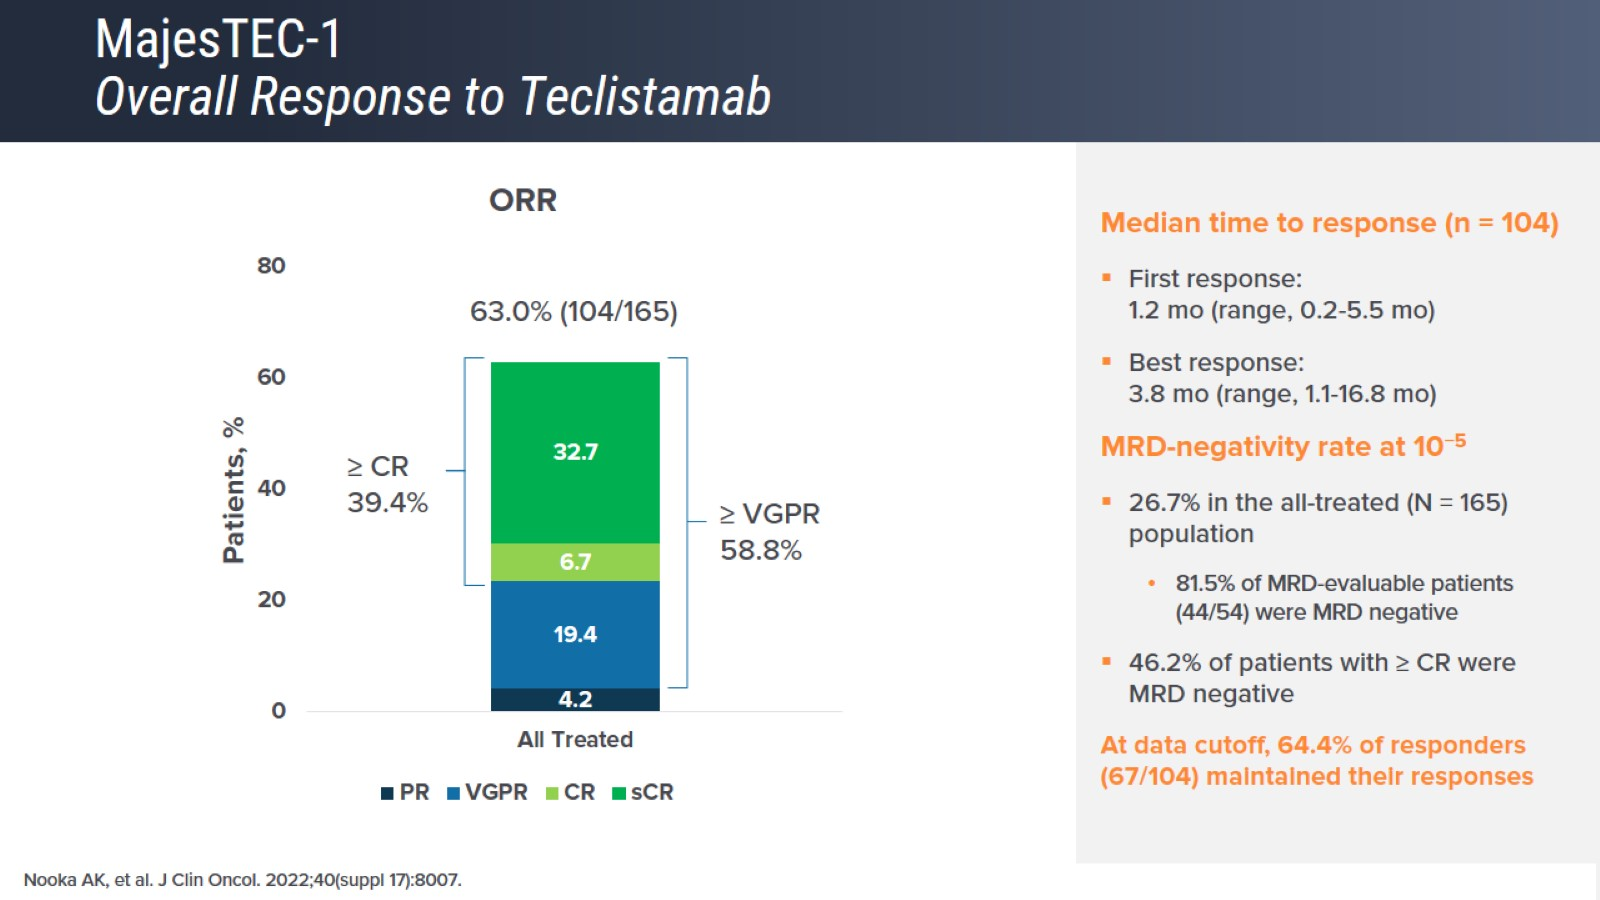 MajesTEC-1
Overall Response to Teclistamab
ORR
80
63.0% (104/165)
60
≥ CR
39.4%
32.7
40
Patients, %
≥ VGPR
58.8%
6.7
20
19.4
4.2
0
All Treated
PR VGPR CR sCR
Median time to response (n = 104)
▪ First response:
1.2 mo (range, 0.2-5.5 mo)
▪ Best response:
3.8 mo (range, 1.1-16.8 mo)
MRD-negativity rate at 10⁻⁵
▪ 26.7% in the all-treated (N = 165)
population
• 81.5% of MRD-evaluable patients
(44/54) were MRD negative
▪ 46.2% of patients with ≥ CR were
MRD negative
At data cutoff, 64.4% of responders
(67/104) maintained their responses
Nooka AK, et al. J Clin Oncol. 2022;40(suppl 17):8007.